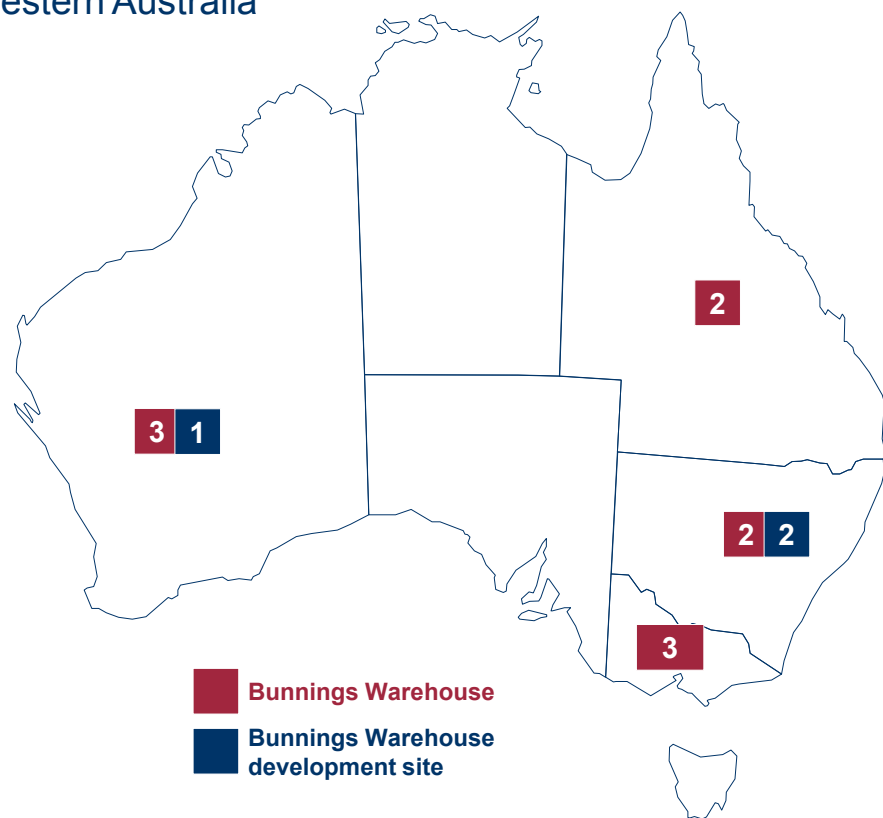 estern Australia
2
3 1
2 2
3
Bunnings Warehouse
Bunnings Warehouse
development site